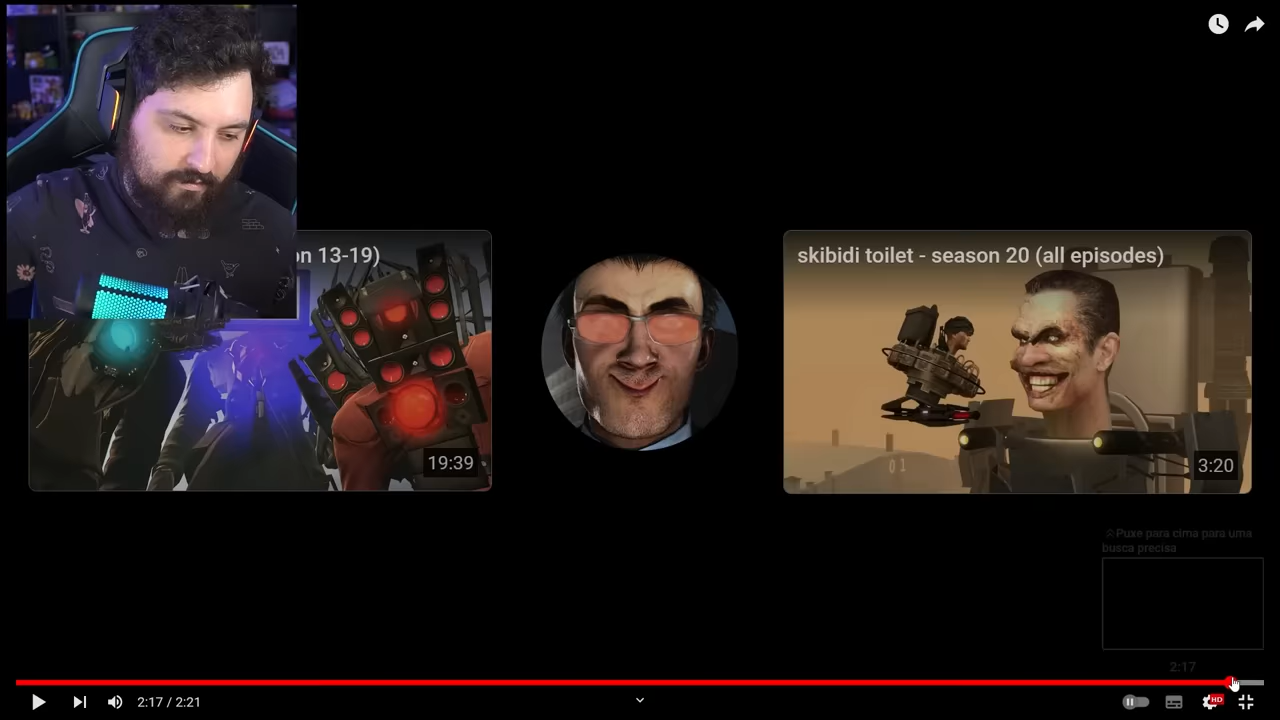 on 13-19)
skibidi toilet - season 20 (all episodes)
19:39
01
3:20
Puxe para cima para uma
busca precisa
2:17
2:17 / 2:21
HD